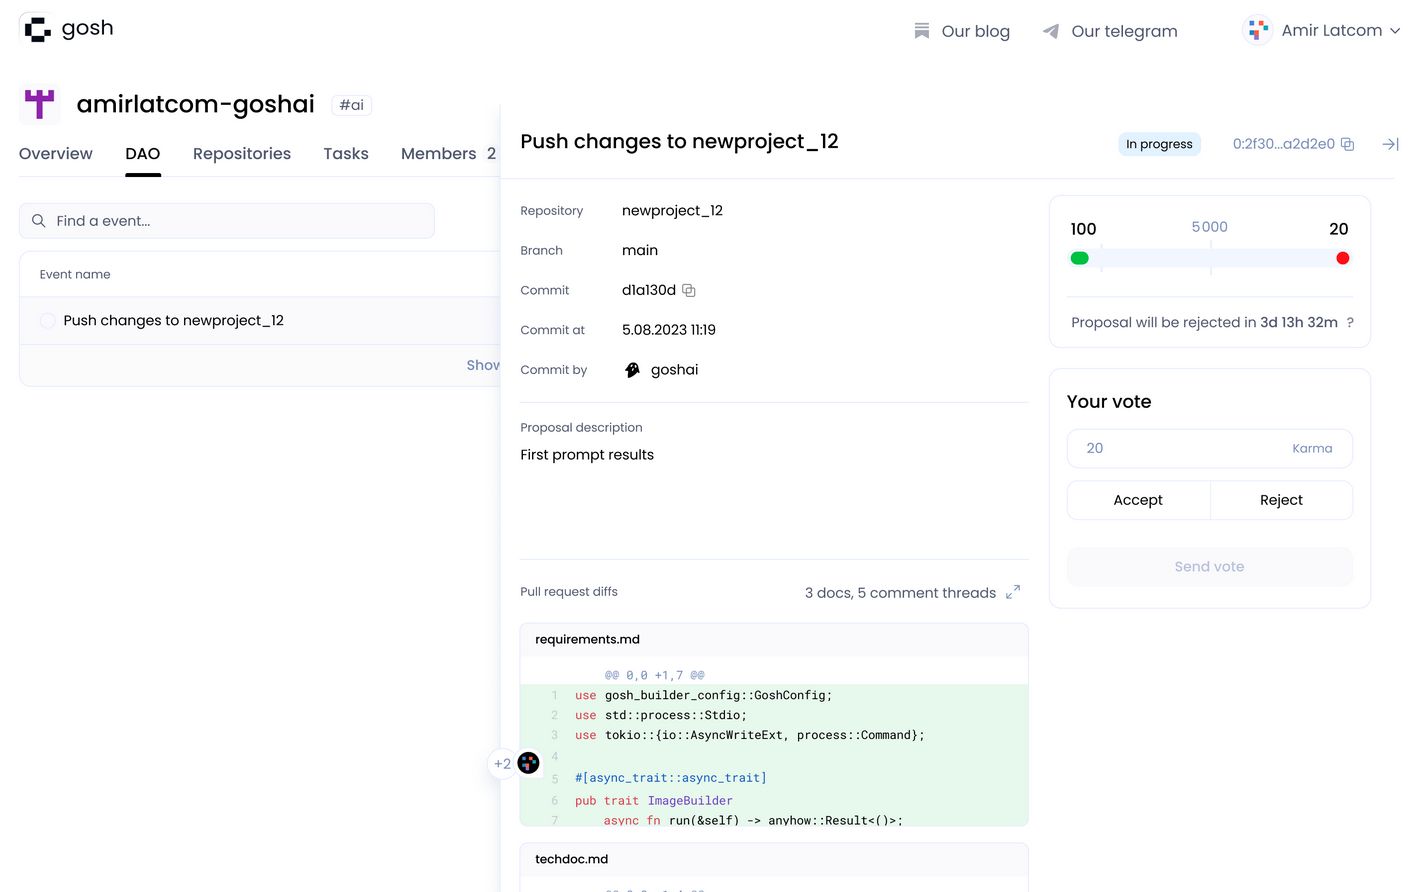 gosh
Our blog
Our telegram
Amir Latcom
amirlatcom-goshai
#ai
Overview
DAO
Repositories
Tasks
Members 2
Find a event...
Event name
Push changes to newproject_12
Show
Push changes to newproject_12
In progress
0:2f30...a2d2e0
Repository
newproject_12
Branch
main
Commit
d1a130d
Commit at
5.08.2023 11:19
Commit by
goshai
Proposal description
First prompt results
Pull request diffs
3 docs, 5 comment threads
requirements.md
@@ 0,0 +1,7 @@
1 use gosh_builder_config::GoshConfig;
2 use std::process::Stdio;
3 use tokio::{io::AsyncWriteExt, process::Command};
4
5 #[async_trait::async_trait]
6 pub trait ImageBuilder
7 async fn run(&self) -> anyhow::Result<()>;
+2
techdoc.md
100
5000
20
Proposal will be rejected in 3d 13h 32m ?
Your vote
20
Karma
Accept
Reject
Send vote